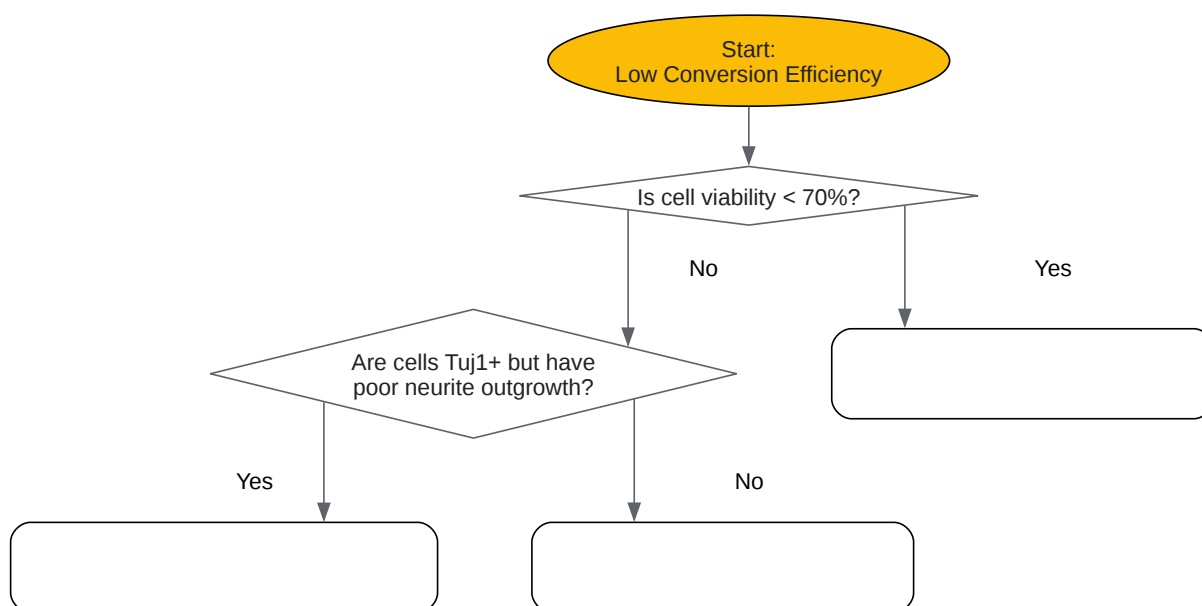 Start:
Low Conversion Efficiency
Is cell viability < 70%?
No
Yes
Are cells Tuj1+ but have
poor neurite outgrowth?
Yes
No